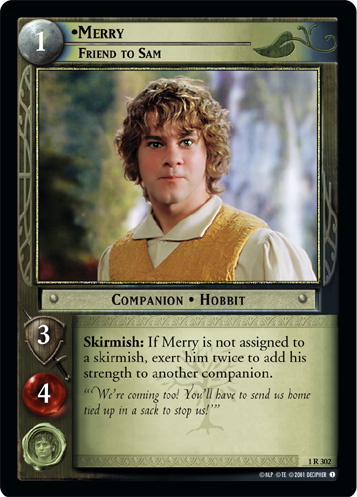 1
•Merry
Friend to Sam
Companion • Hobbit
3
4
Skirmish: If Merry is not assigned
to a skirmish, exert him twice to add his
strength to another companion.
“‘We’re coming too! You’ll have to send us home
tied up in a sack to stop us!’”
1 R 302
©NLP ©TE ©2001 DECIPHER 1